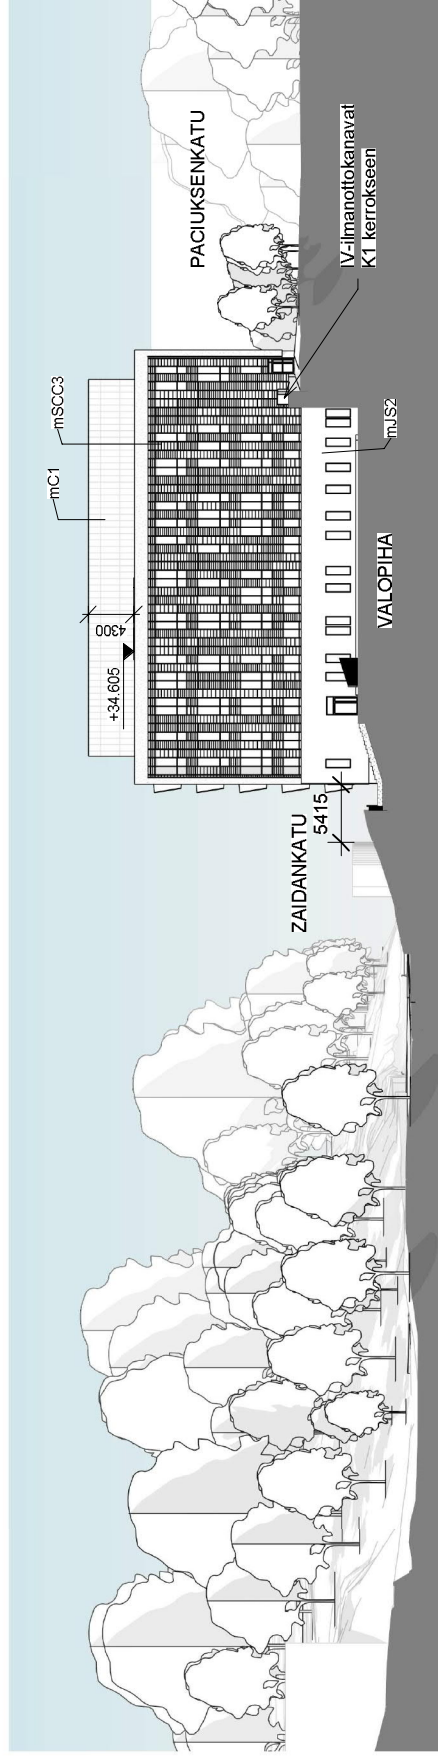 mC1
mSCC3
4300
+34.605
PACIUKSENKATU
IV-ilmanottokanavat
K1 kerrokseen
ZAIDANKATU
5415
mJS2
VALOPIHA